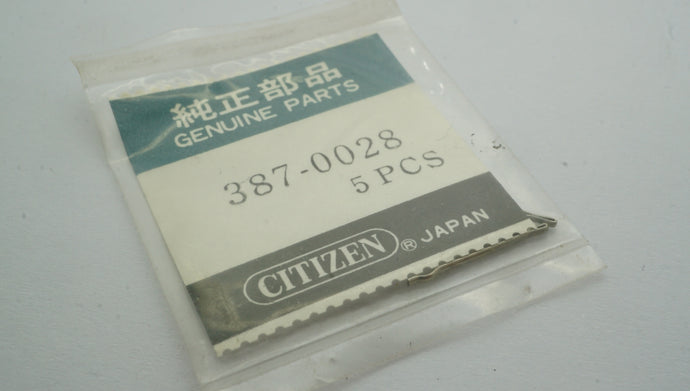 純正部品
GENUINE PARTS
387-0028
5 PCS
CITIZEN ® JAPAN